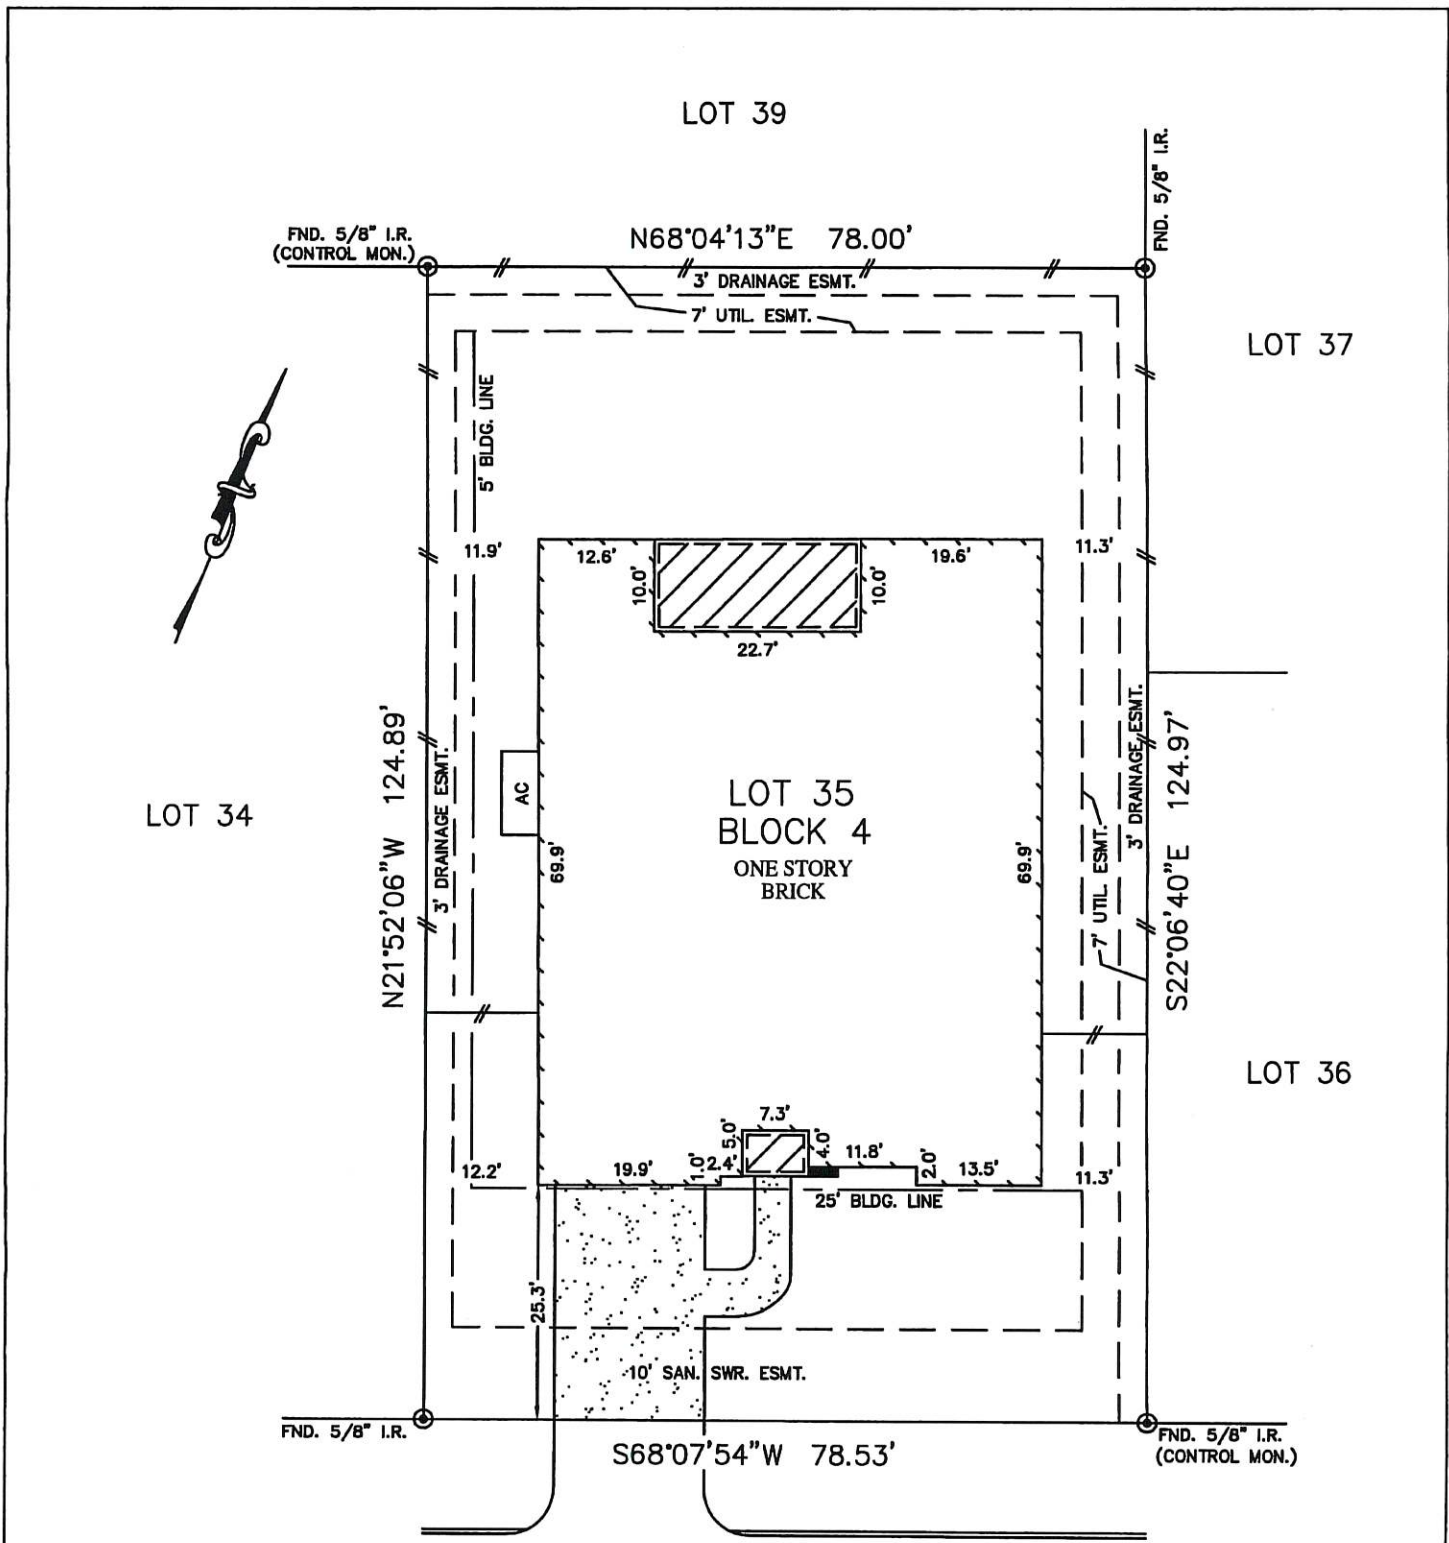 LOT 39
FND. 5/8" I.R.
FND. 5/8" I.R.
(CONTROL MON.)
N68°04'13"E 78.00'
3' DRAINAGE ESMT.
7' UTIL. ESMT.
LOT 37
5' BLDG. LINE
11.9'
12.6'
19.6'
11.3'
10.0'
10.0'
22.7'
N21°52'06"W 124.89'
3' DRAINAGE ESMT.
LOT 34
AC
69.9'
LOT 35
BLOCK 4
ONE STORY
BRICK
69.9'
7' UTIL. ESMT.
3' DRAINAGE ESMT.
S22°06'40"E 124.97'
LOT 36
7.3'
5.0'
4.0'
11.8'
12.2'
19.9'
1.0'
2.4'
2.0'
13.5'
11.3'
25' BLDG. LINE
25.3'
10' SAN. SWR. ESMT.
FND. 5/8" I.R.
S68°07'54"W 78.53'
FND. 5/8" I.R.
(CONTROL MON.)